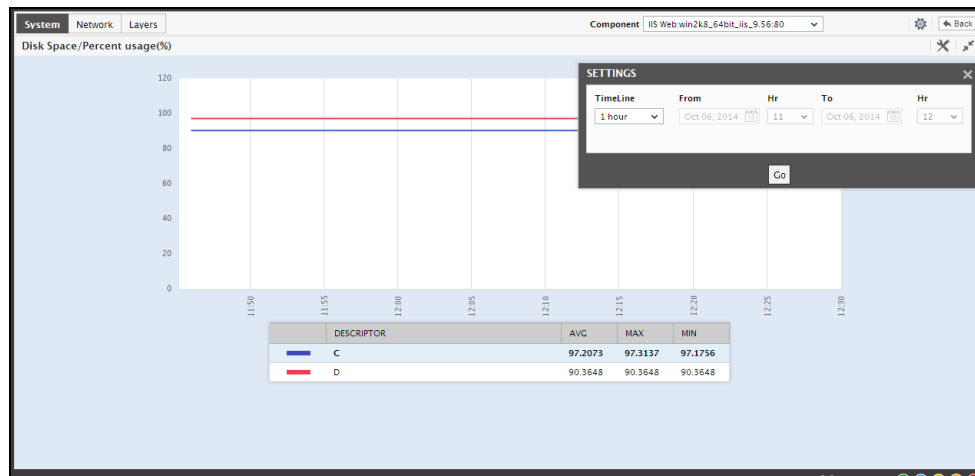 System Network Layers Component IIS Web:win2k8_64bit_iis_9.56:80 Back
Disk Space/Percent usage(%)
SETTINGS
TimeLine From Hr To Hr
1 hour Oct 06, 2014 11 Oct 06, 2014 12
Go
120
100
80
60
40
20
0
11:50 11:55 12:00 12:05 12:10 12:15 12:20 12:25 12:30
DESCRIPTOR AVG MAX MIN
C 97.2073 97.3137 97.1756
D 90.3648 90.3648 90.3648